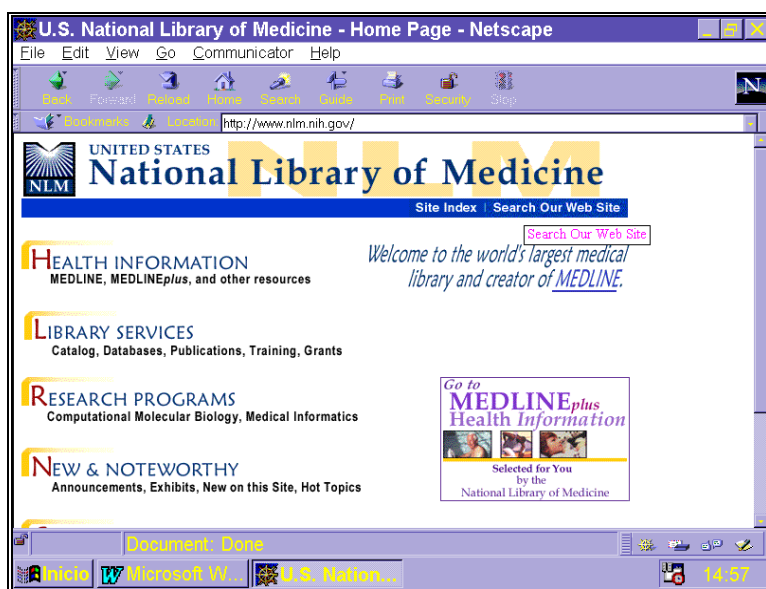 U.S. National Library of Medicine - Home Page - Netscape
File Edit View Go Communicator Help
Back Forward Reload Home Search Guide Print Security Stop
N
Bookmarks Location http://www.nlm.nih.gov/
NLM
UNITED STATES
National Library of Medicine
NLM
Site Index | Search Our Web Site
Search Our Web Site
HEALTH INFORMATION
MEDLINE, MEDLINEplus, and other resources
Welcome to the world's largest medical
library and creator of MEDLINE.
LIBRARY SERVICES
Catalog, Databases, Publications, Training, Grants
RESEARCH PROGRAMS
Computational Molecular Biology, Medical Informatics
Go to
MEDLINEplus
Health Information
Selected for You
by the
National Library of Medicine
NEW & NOTEWORTHY
Announcements, Exhibits, New on this Site, Hot Topics
Document: Done
Inicio Microsoft W... U.S. Nation... 14:57